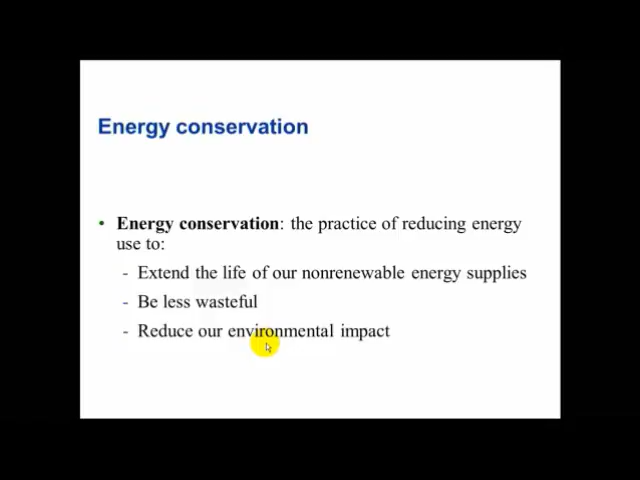 Energy conservation
• Energy conservation: the practice of reducing energy
use to:
- Extend the life of our nonrenewable energy supplies
- Be less wasteful
- Reduce our environmental impact